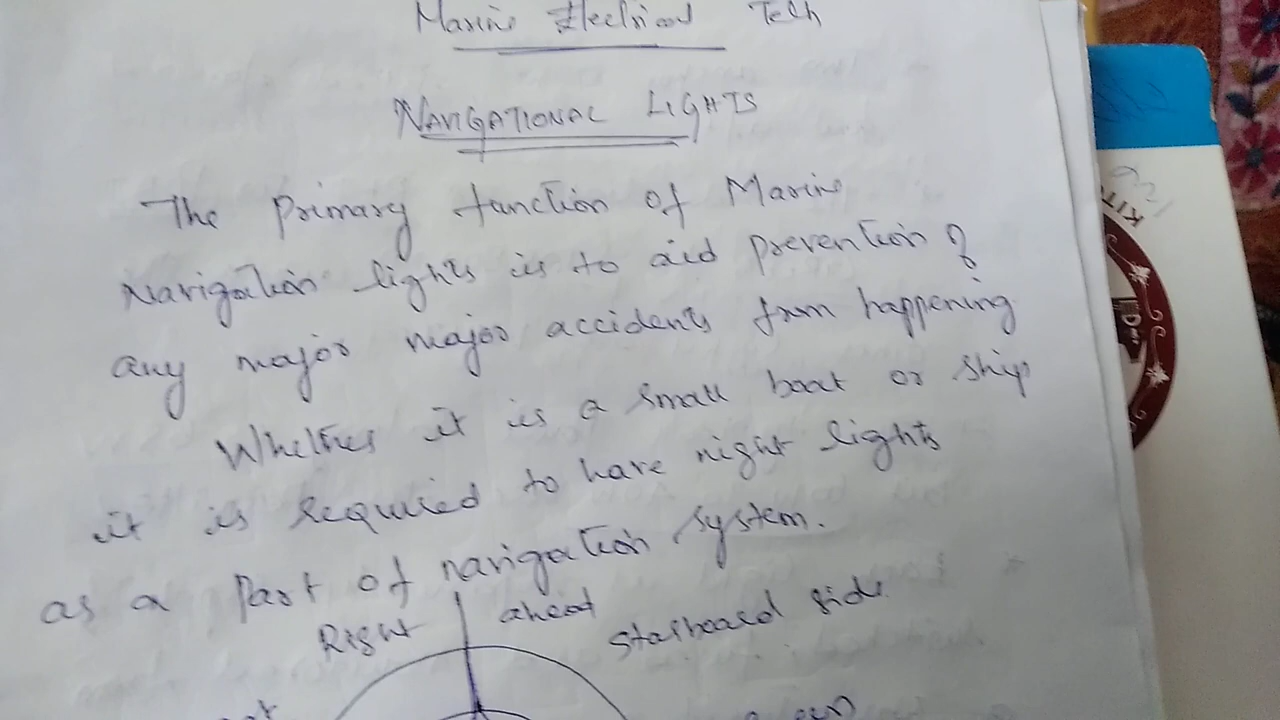 Marine Electrical Tech
NAVIGATIONAL LIGHTS
The Primary function of Marine
Navigation lights is to aid prevention of
any major major accidents from happening
Whether it is a small boat or ship
it is required to have night lights
as a Part of navigation system.
Right ahead
starboard side
KIT